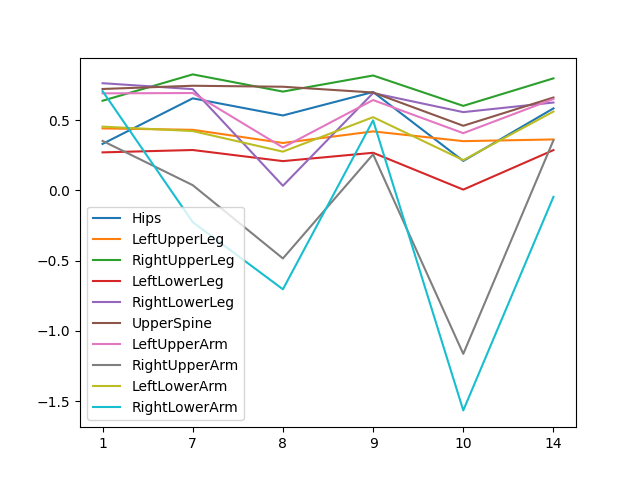 0.5
0.0
−0.5
−1.0
−1.5
Hips
LeftUpperLeg
RightUpperLeg
LeftLowerLeg
RightLowerLeg
UpperSpine
LeftUpperArm
RightUpperArm
LeftLowerArm
RightLowerArm
1 7 8 9 10 14